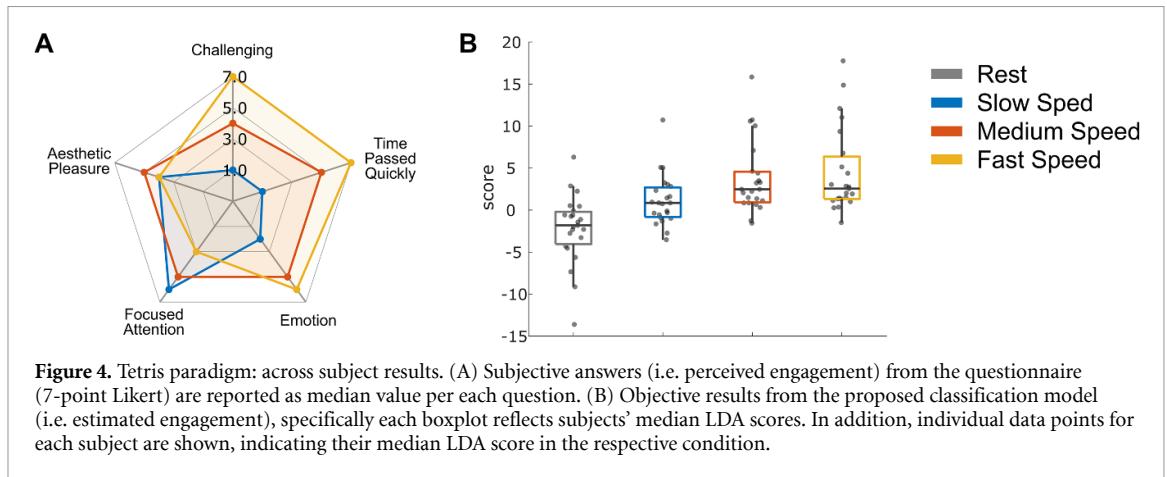 A
Challenging
7.0
5.0
3.0
1.0
Aesthetic
Pleasure
Time
Passed
Quickly
Focused
Attention
Emotion
B
20
15
10
5
0
-5
-10
-15
score
Rest
Slow Sped
Medium Speed
Fast Speed
Figure 4. Tetris paradigm: across subject results. (A) Subjective answers (i.e. perceived engagement) from the questionnaire
(7-point Likert) are reported as median value per each question. (B) Objective results from the proposed classification model
(i.e. estimated engagement), specifically each boxplot reflects subjects’ median LDA scores. In addition, individual data points for
each subject are shown, indicating their median LDA score in the respective condition.